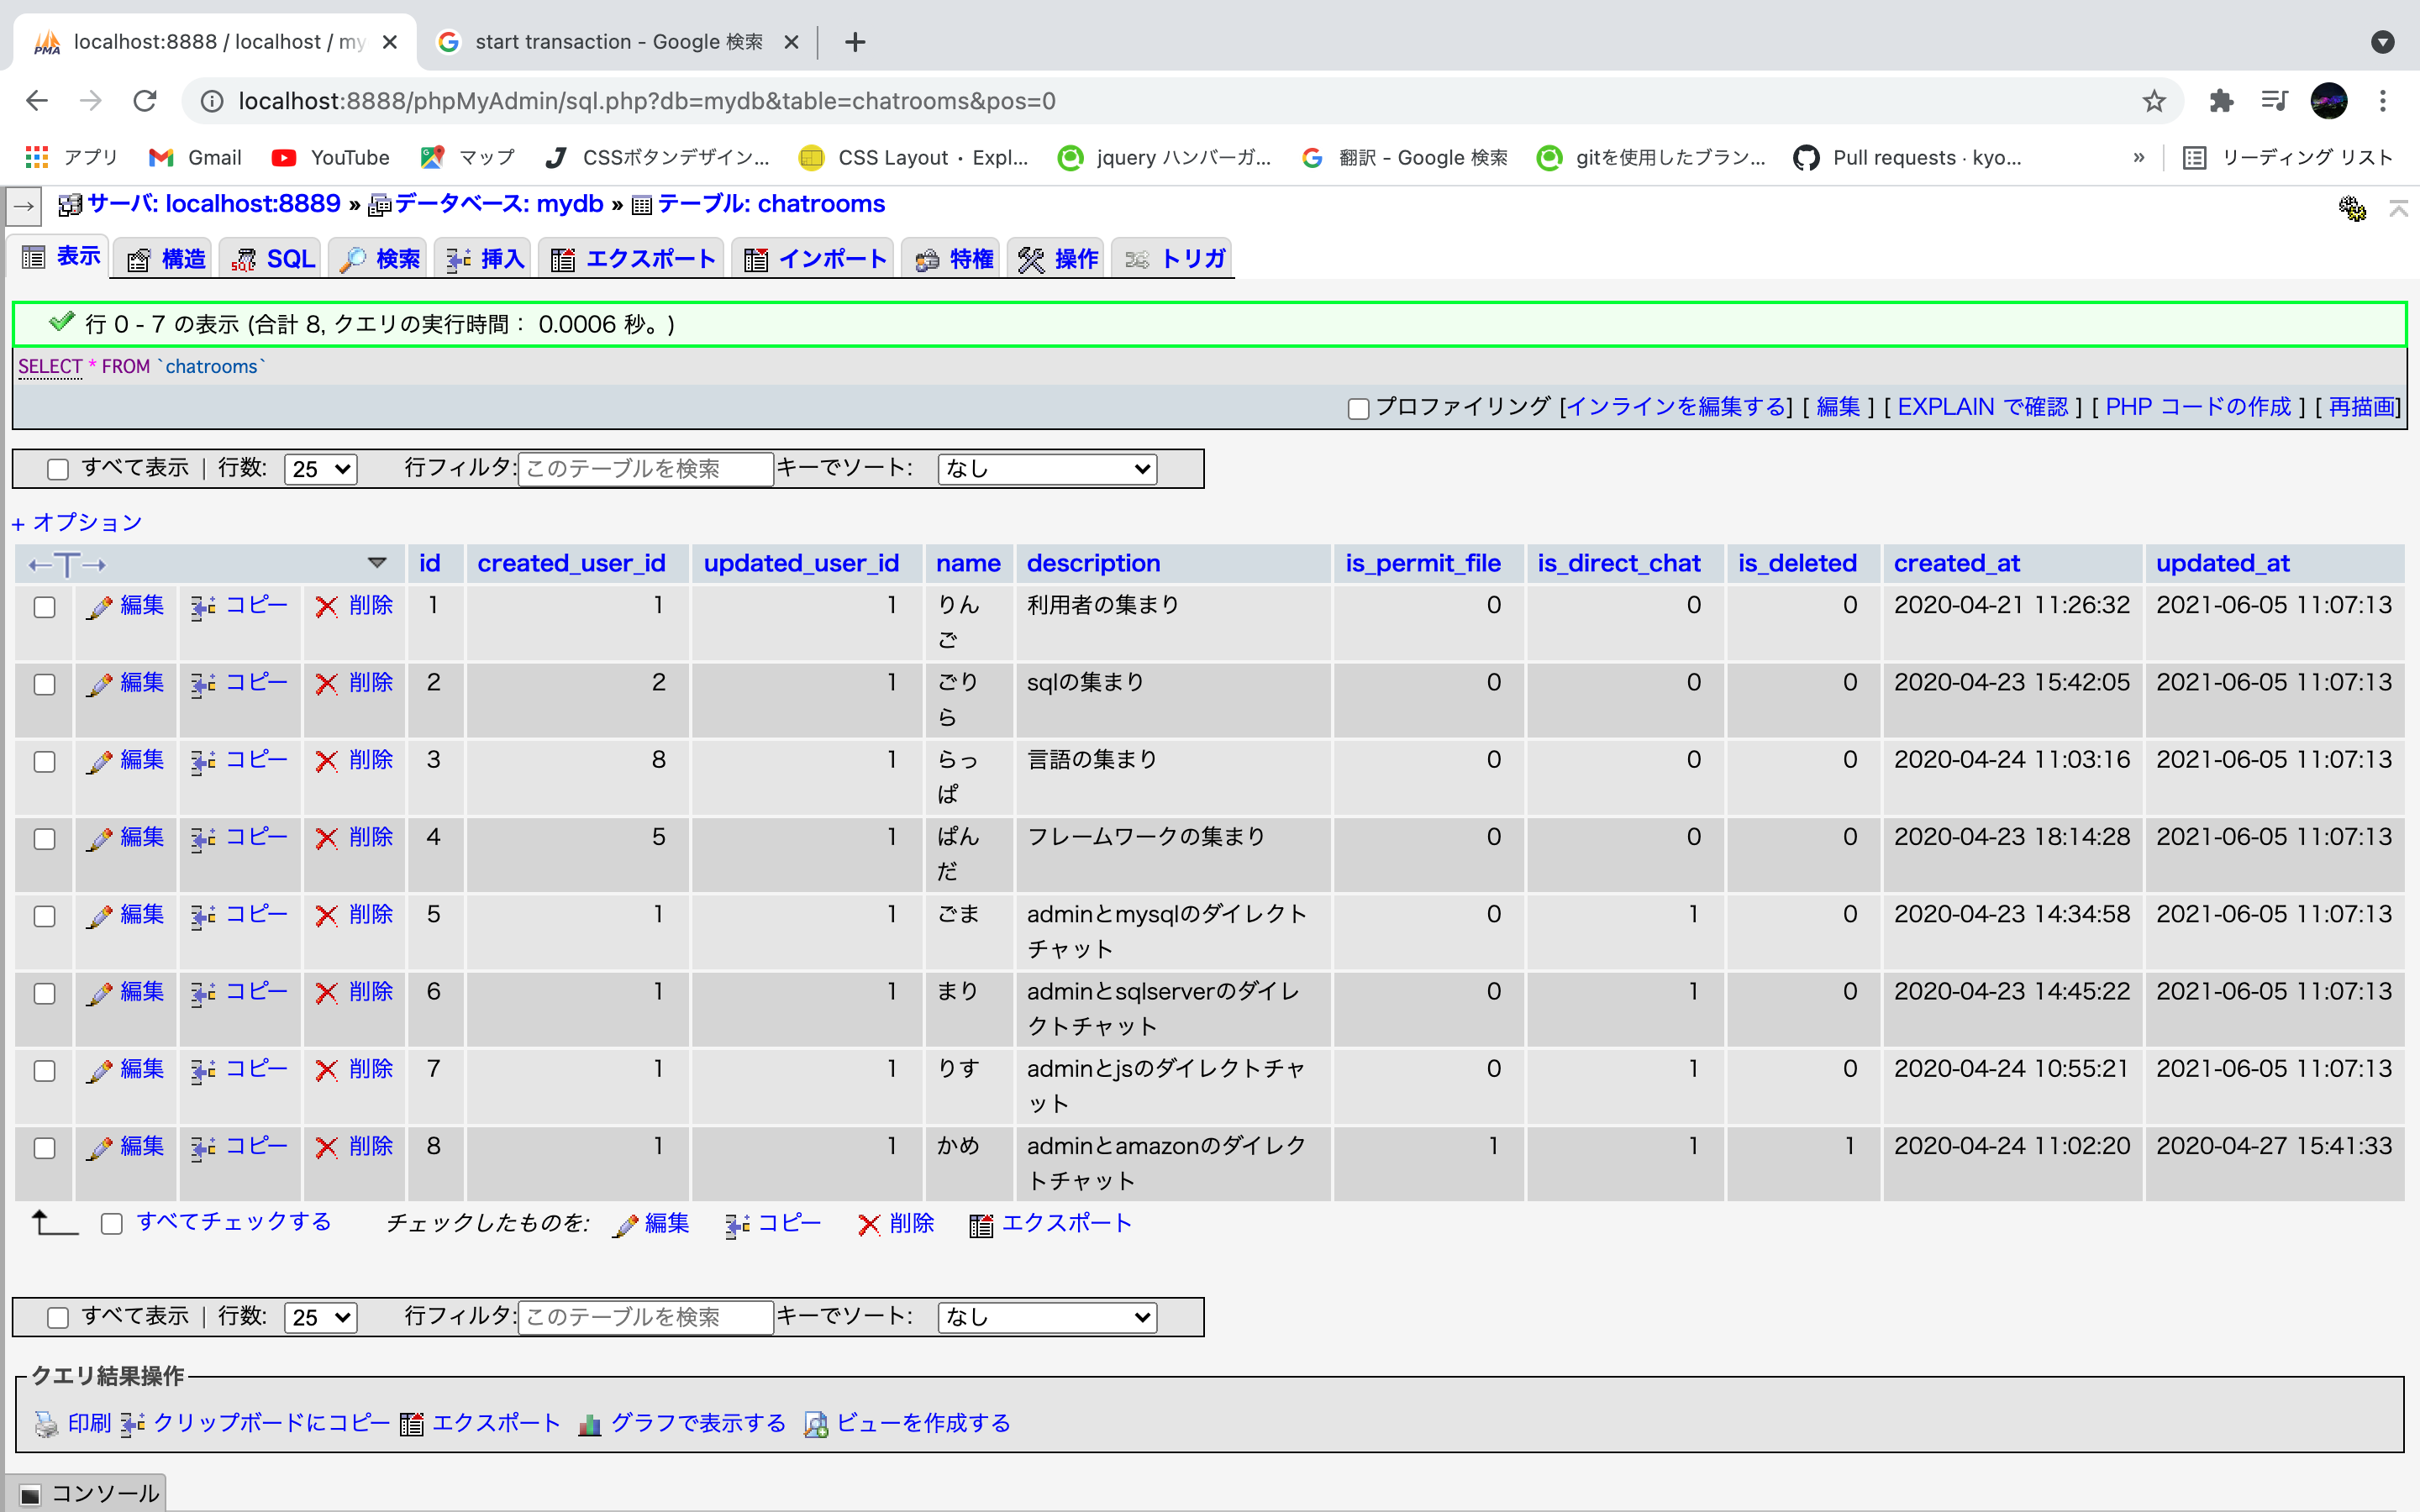 localhost:8888 / localhost / my
start transaction - Google 検索
localhost:8888/phpMyAdmin/sql.php?db=mydb&table=chatrooms&pos=0
アプリ Gmail YouTube マップ CSSボタンデザイン... CSS Layout・Expl... jquery ハンバーガ... 翻訳 - Google 検索 gitを使用したブラン... Pull requests · kyo... » リーディング リスト
サーバ: localhost:8889 » データベース: mydb » テーブル: chatrooms
表示 構造 SQL 検索 挿入 エクスポート インポート 特権 操作 トリガ
行 0 - 7 の表示 (合計 8, クエリの実行時間： 0.0006 秒。)
SELECT * FROM `chatrooms`
プロファイリング [インラインを編集する] [ 編集 ] [ EXPLAIN で確認 ] [ PHP コードの作成 ] [ 再描画]
すべて表示 | 行数: 25 行フィルタ: このテーブルを検索 キーでソート: なし
+ オプション
←T→ id created_user_id updated_user_id name description is_permit_file is_direct_chat is_deleted created_at updated_at
編集 コピー 削除 1 1 1 りんご 利用者の集まり 0 0 0 2020-04-21 11:26:32 2021-06-05 11:07:13
編集 コピー 削除 2 2 1 ごりら sqlの集まり 0 0 0 2020-04-23 15:42:05 2021-06-05 11:07:13
編集 コピー 削除 3 8 1 らっぱ 言語の集まり 0 0 0 2020-04-24 11:03:16 2021-06-05 11:07:13
編集 コピー 削除 4 5 1 ぱんだ フレームワークの集まり 0 0 0 2020-04-23 18:14:28 2021-06-05 11:07:13
編集 コピー 削除 5 1 1 ごま adminとmysqlのダイレクトチャット 0 1 0 2020-04-23 14:34:58 2021-06-05 11:07:13
編集 コピー 削除 6 1 1 まり adminとsqlserverのダイレクトチャット 0 1 0 2020-04-23 14:45:22 2021-06-05 11:07:13
編集 コピー 削除 7 1 1 りす adminとjsのダイレクトチャット 0 1 0 2020-04-24 10:55:21 2021-06-05 11:07:13
編集 コピー 削除 8 1 1 かめ adminとamazonのダイレクトチャット 1 1 1 2020-04-24 11:02:20 2020-04-27 15:41:33
すべてチェックする チェックしたものを: 編集 コピー 削除 エクスポート
すべて表示 | 行数: 25 行フィルタ: このテーブルを検索 キーでソート: なし
クエリ結果操作
印刷 クリップボードにコピー エクスポート グラフで表示する ビューを作成する
コンソール